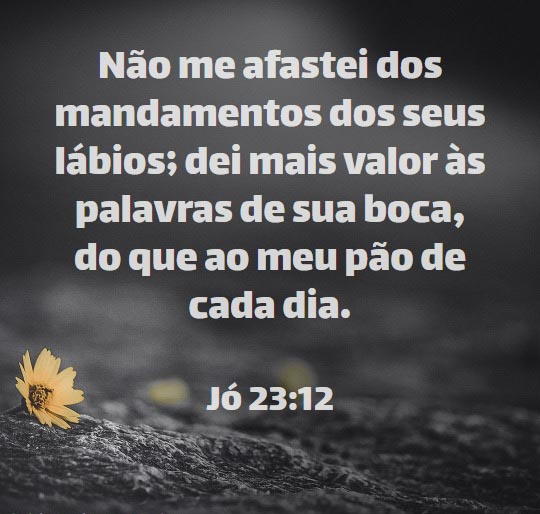 Não me afastei dos
mandamentos dos seus
lábios; dei mais valor às
palavras de sua boca,
do que ao meu pão de
cada dia.
Jó 23:12